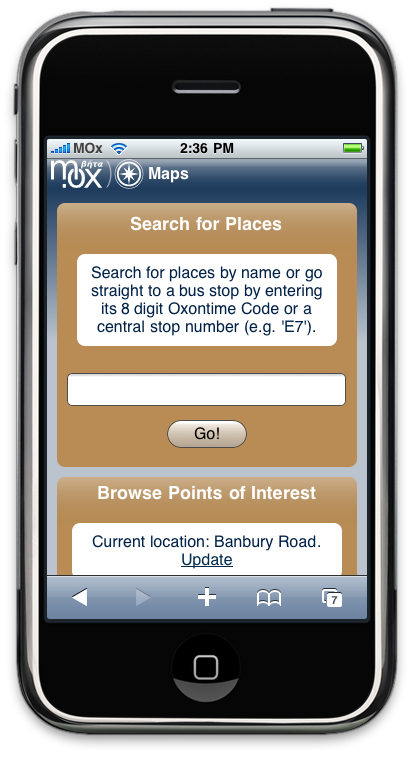 MOx 2:36 PM
βήτα
m.ox Maps
Search for Places
Search for places by name or go
straight to a bus stop by entering
its 8 digit Oxontime Code or a
central stop number (e.g. 'E7').
Go!
Browse Points of Interest
Current location: Banbury Road.
Update
7